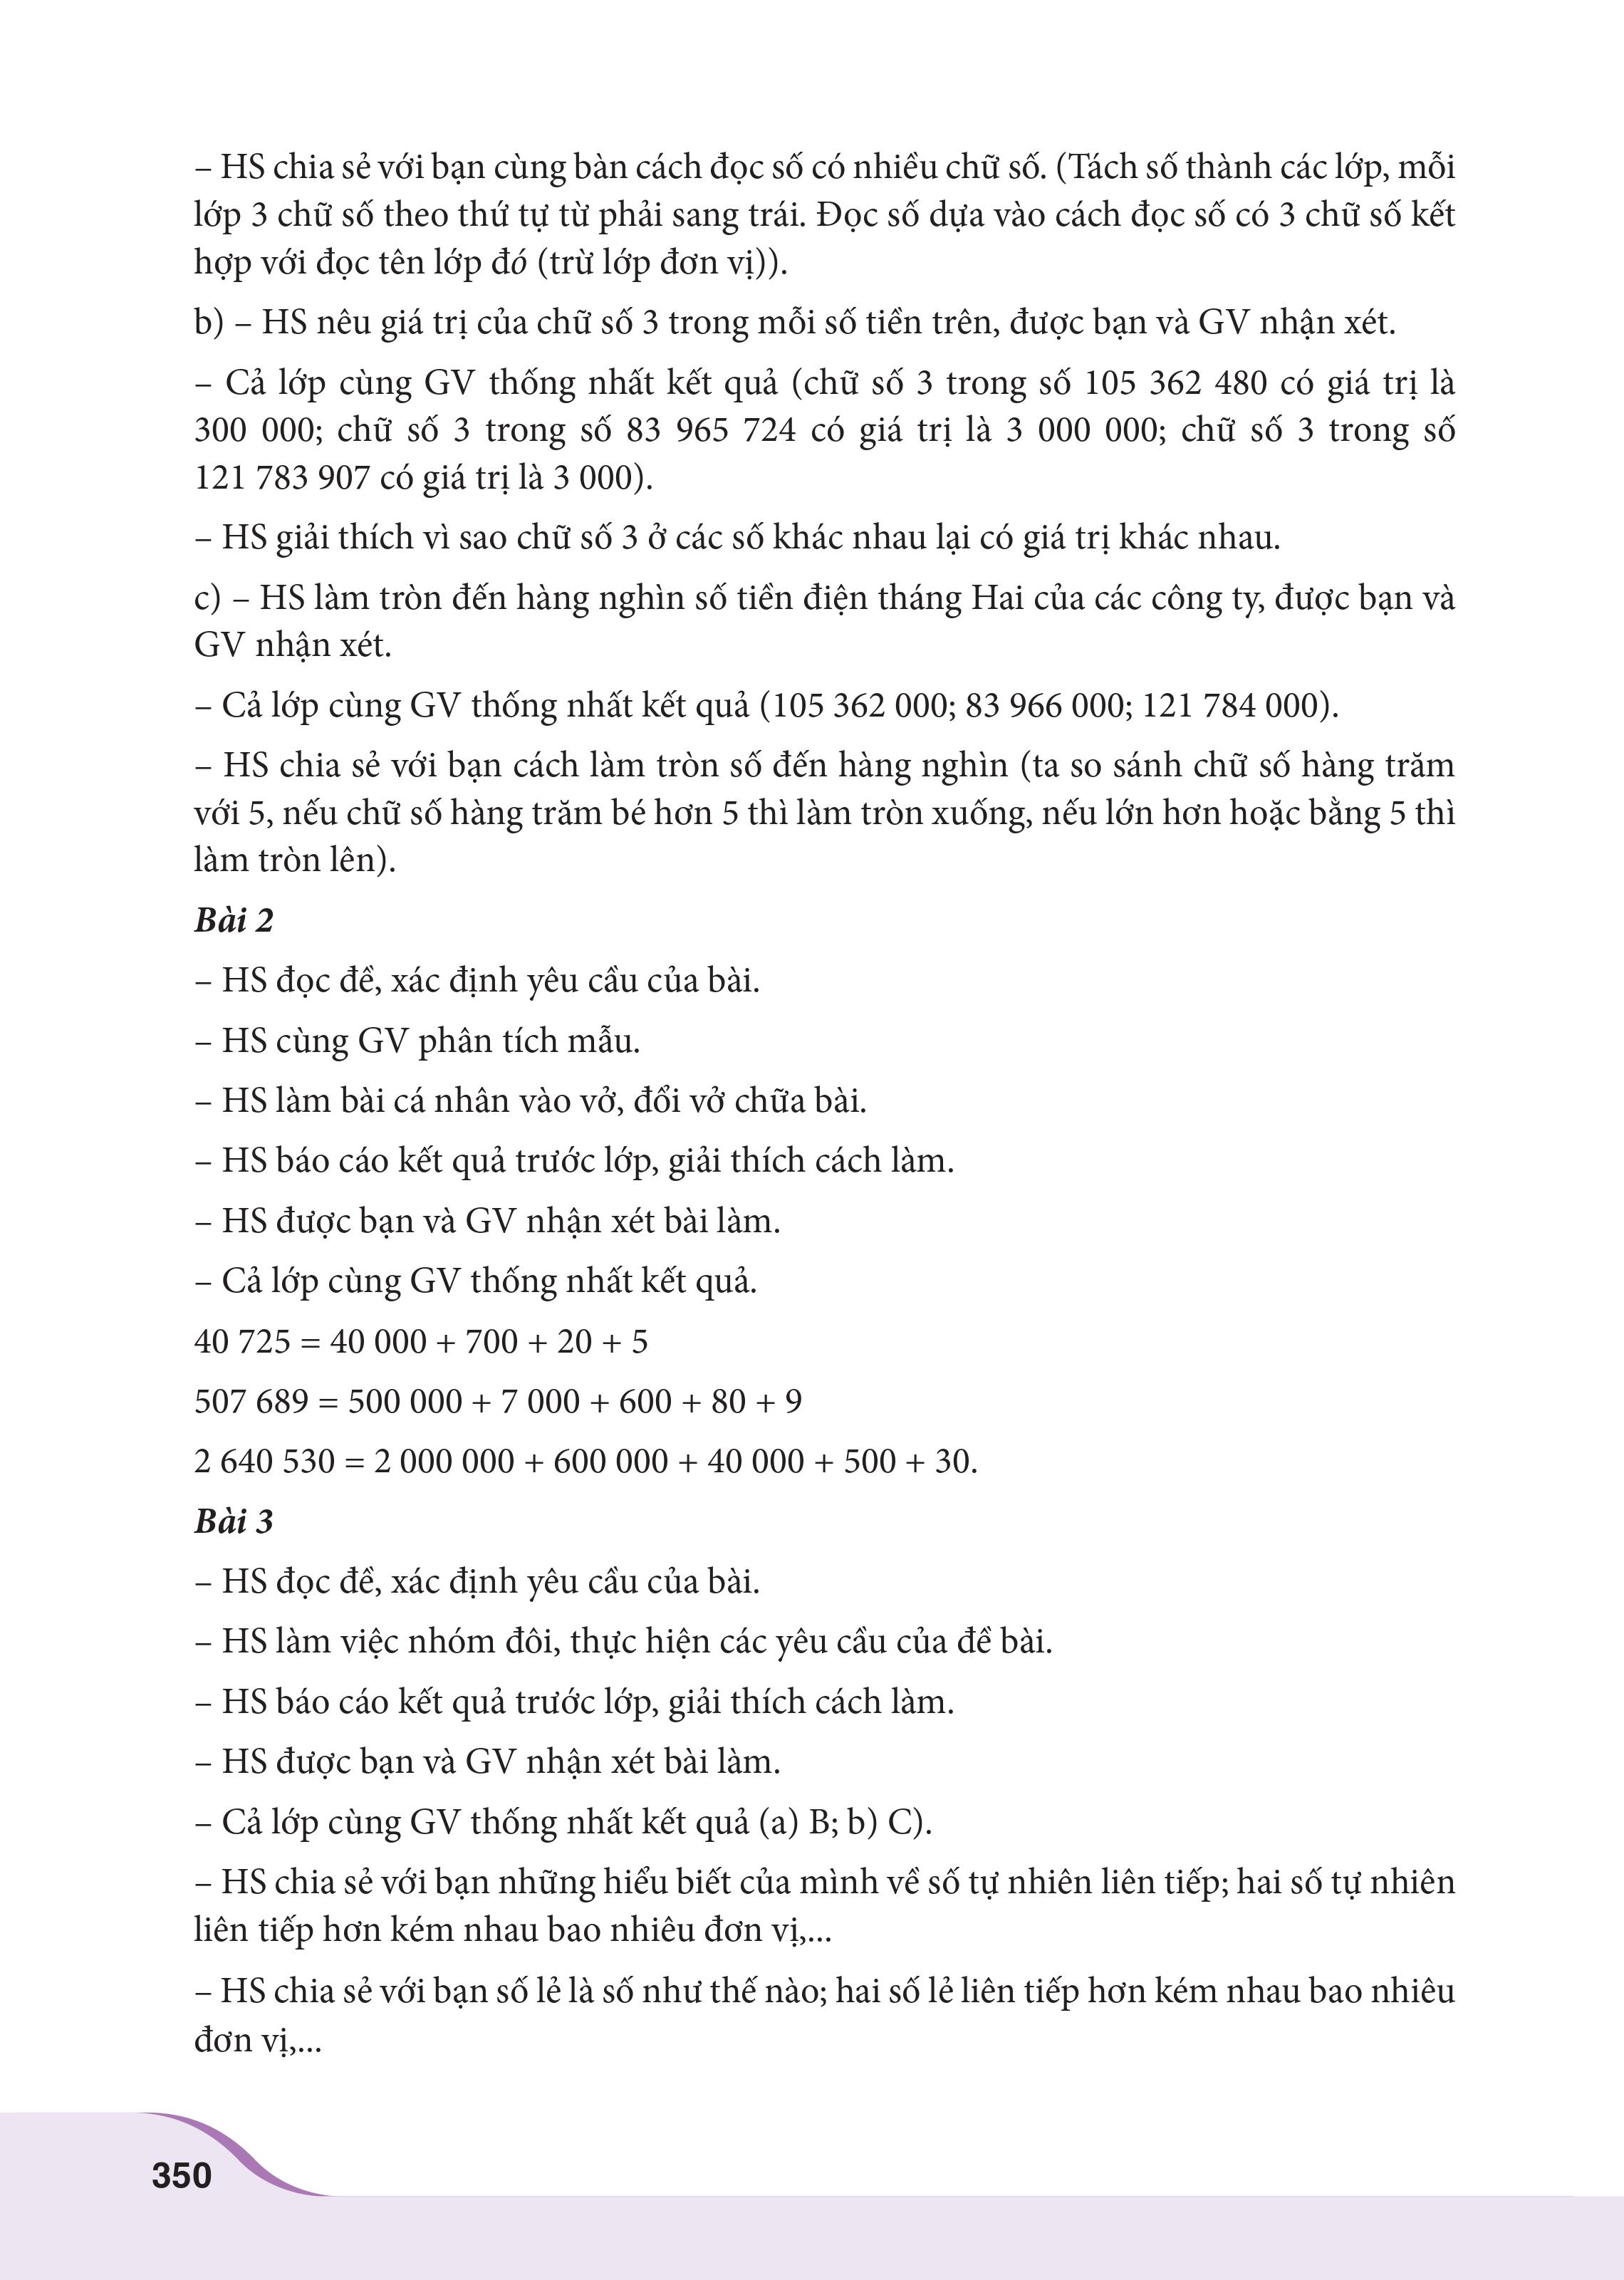 – HS chia sẻ với bạn cùng bàn cách đọc số có nhiều chữ số. (Tách số thành các lớp, mỗi
lớp 3 chữ số theo thứ tự từ phải sang trái. Đọc số dựa vào cách đọc số có 3 chữ số kết
hợp với đọc tên lớp đó (trừ lớp đơn vị)).
b) – HS nêu giá trị của chữ số 3 trong mỗi số tiền trên, được bạn và GV nhận xét.
– Cả lớp cùng GV thống nhất kết quả (chữ số 3 trong số 105 362 480 có giá trị là
300 000; chữ số 3 trong số 83 965 724 có giá trị là 3 000 000; chữ số 3 trong số
121 783 907 có giá trị là 3 000).
– HS giải thích vì sao chữ số 3 ở các số khác nhau lại có giá trị khác nhau.
c) – HS làm tròn đến hàng nghìn số tiền điện tháng Hai của các công ty, được bạn và
GV nhận xét.
– Cả lớp cùng GV thống nhất kết quả (105 362 000; 83 966 000; 121 784 000).
– HS chia sẻ với bạn cách làm tròn số đến hàng nghìn (ta so sánh chữ số hàng trăm
với 5, nếu chữ số hàng trăm bé hơn 5 thì làm tròn xuống, nếu lớn hơn hoặc bằng 5 thì
làm tròn lên).
Bài 2
– HS đọc đề, xác định yêu cầu của bài.
– HS cùng GV phân tích mẫu.
– HS làm bài cá nhân vào vở, đổi vở chữa bài.
– HS báo cáo kết quả trước lớp, giải thích cách làm.
– HS được bạn và GV nhận xét bài làm.
– Cả lớp cùng GV thống nhất kết quả.
40 725 = 40 000 + 700 + 20 + 5
507 689 = 500 000 + 7 000 + 600 + 80 + 9
2 640 530 = 2 000 000 + 600 000 + 40 000 + 500 + 30.
Bài 3
– HS đọc đề, xác định yêu cầu của bài.
– HS làm việc nhóm đôi, thực hiện các yêu cầu của đề bài.
– HS báo cáo kết quả trước lớp, giải thích cách làm.
– HS được bạn và GV nhận xét bài làm.
– Cả lớp cùng GV thống nhất kết quả (a) B; b) C).
– HS chia sẻ với bạn những hiểu biết của mình về số tự nhiên liên tiếp; hai số tự nhiên
liên tiếp hơn kém nhau bao nhiêu đơn vị,...
– HS chia sẻ với bạn số lẻ là số như thế nào; hai số lẻ liên tiếp hơn kém nhau bao nhiêu
đơn vị,...
350